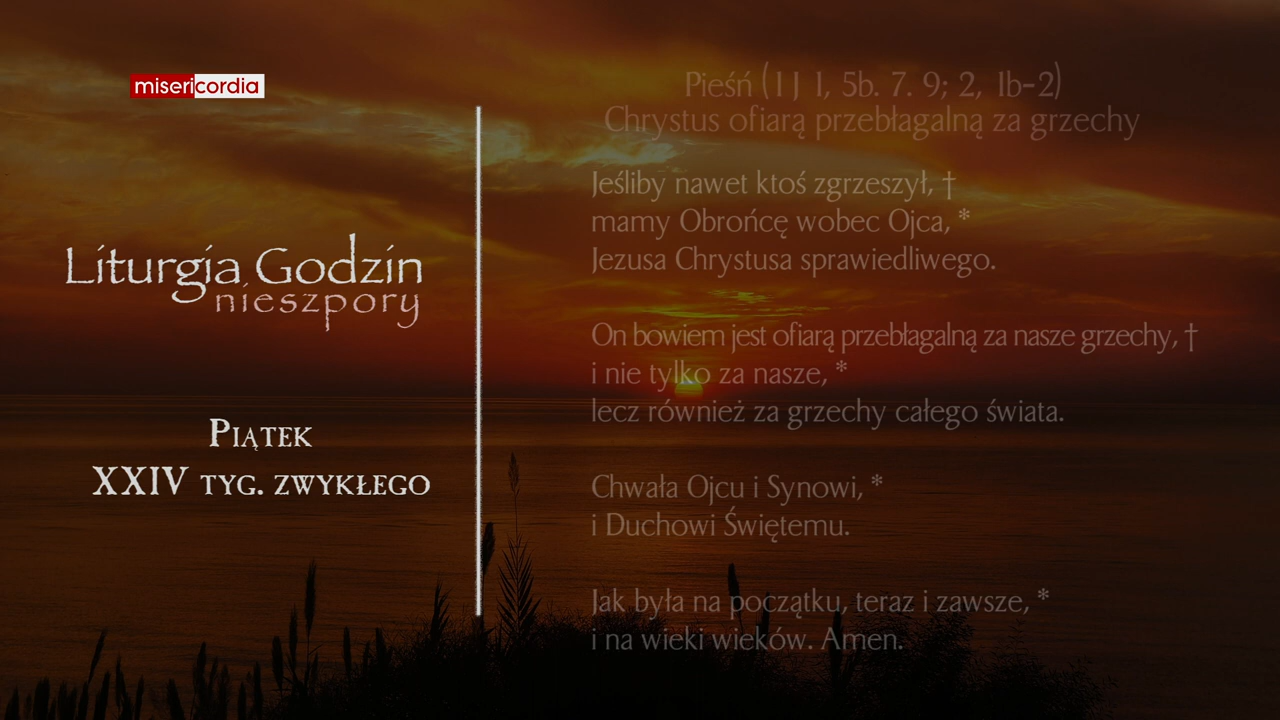 misericordia
Liturgia Godzin
nieszpory
Piątek
XXIV tyg. zwykłego
Pieśń (1 J 1, 5b. 7. 9; 2, 1b-2)
Chrystus ofiarą przebłagalną za grzechy
Jeśliby nawet ktoś zgrzeszył, †
mamy Obrońcę wobec Ojca, *
Jezusa Chrystusa sprawiedliwego.
On bowiem jest ofiarą przebłagalną za nasze grzechy, †
i nie tylko za nasze, *
lecz również za grzechy całego świata.
Chwała Ojcu i Synowi, *
i Duchowi Świętemu.
Jak była na początku, teraz i zawsze, *
i na wieki wieków. Amen.